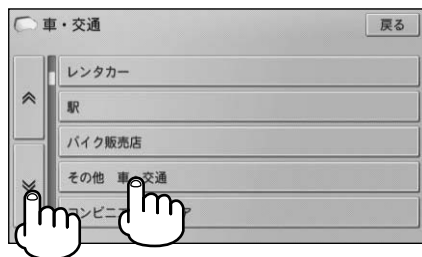 車・交通
戻る
レンタカー
駅
バイク販売店
その他 車 交通
コンビニ